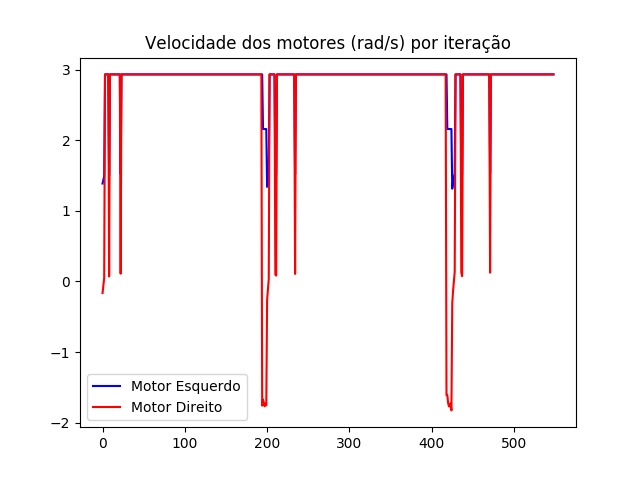 Velocidade dos motores (rad/s) por iteração
3
2
1
0
−1
−2
Motor Esquerdo
Motor Direito
0 100 200 300 400 500